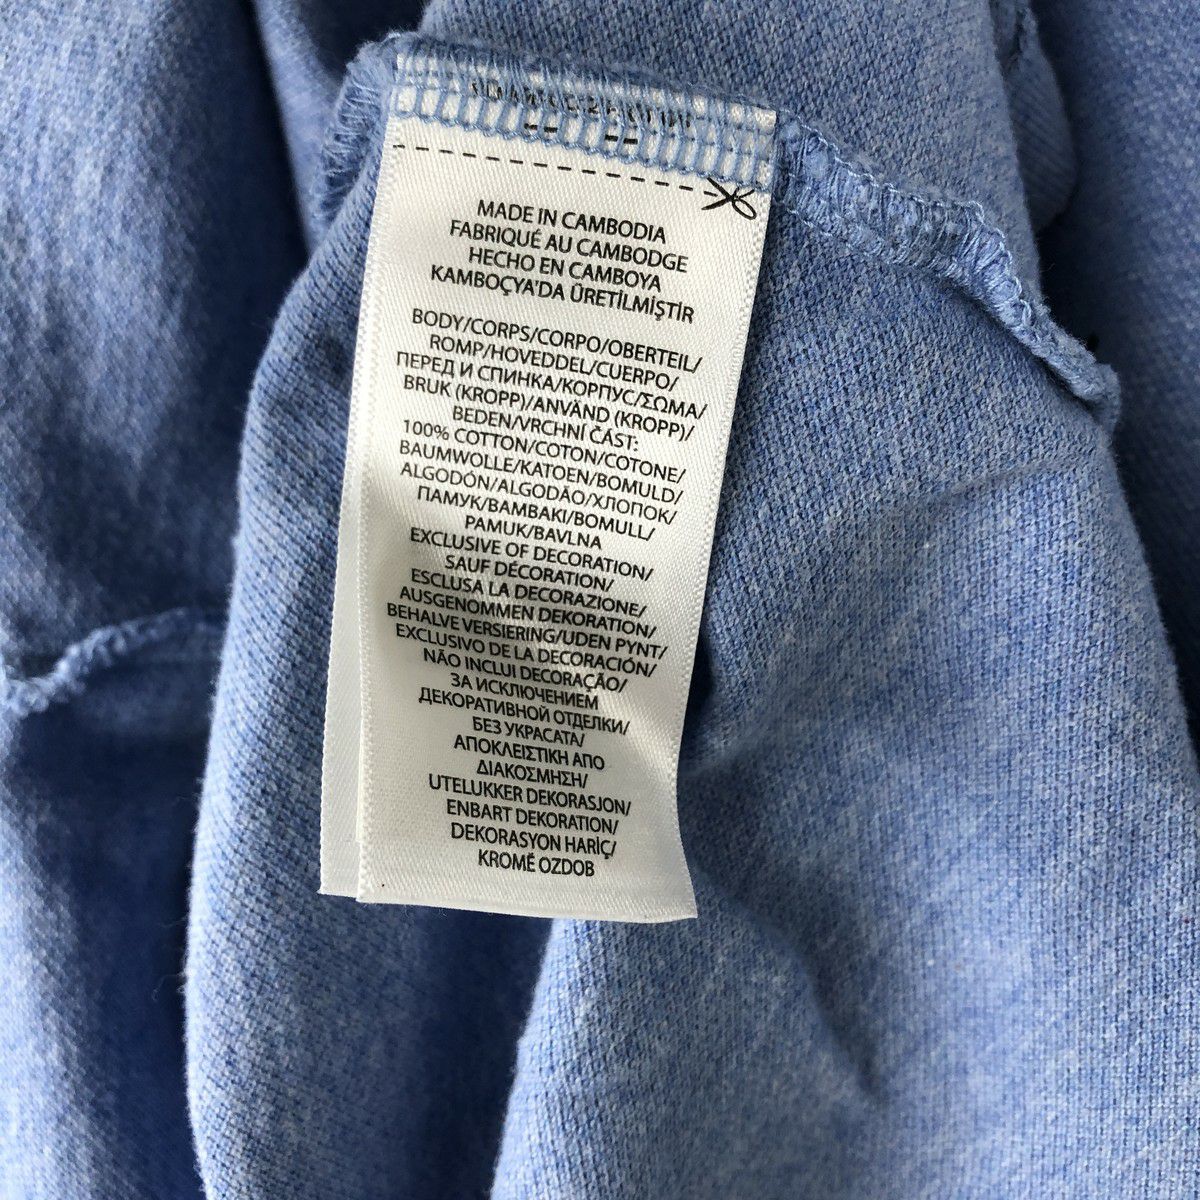 MADE IN CAMBODIA
FABRIQUÉ AU CAMBODGE
HECHO EN CAMBOYA
KAMBOÇYA'DA ÜRETİLMİŞTİR
BODY/CORPS/CORPO/OBERTEIL/
ROMP/HOVEDDEL/CUERPO/
ПЕРЕД И СПИНКА/КОРПУС/ΣΩΜΑ/
BRUK (KROPP)/ANVÄND (KROPP)/
BEDEN/VRCHNÍ ČÁST:
100% COTTON/COTON/COTONE/
BAUMWOLLE/KATOEN/BOMULD/
ALGODÓN/ALGODÃO/ХЛОПОК/
ПАМУК/BAMBAKI/BOMULL/
PAMUK/BAVLNA
EXCLUSIVE OF DECORATION/
SAUF DÉCORATION/
ESCLUSA LA DECORAZIONE/
AUSGENOMMEN DEKORATION/
BEHALVE VERSIERING/UDEN PYNT/
EXCLUSIVO DE LA DECORACIÓN/
NÃO INCLUI DECORAÇÃO/
ЗА ИСКЛЮЧЕНИЕМ
ДЕКОРАТИВНОЙ ОТДЕЛКИ/
БЕЗ УКРАСАТА/
ΑΠΟΚΛΕΙΣΤΙΚΗ ΑΠΟ
ΔΙΑΚΟΣΜΗΣΗ/
UTELUKKER DEKORASJON/
ENBART DEKORATION/
DEKORASYON HARİÇ/
KROMĚ OZDOB